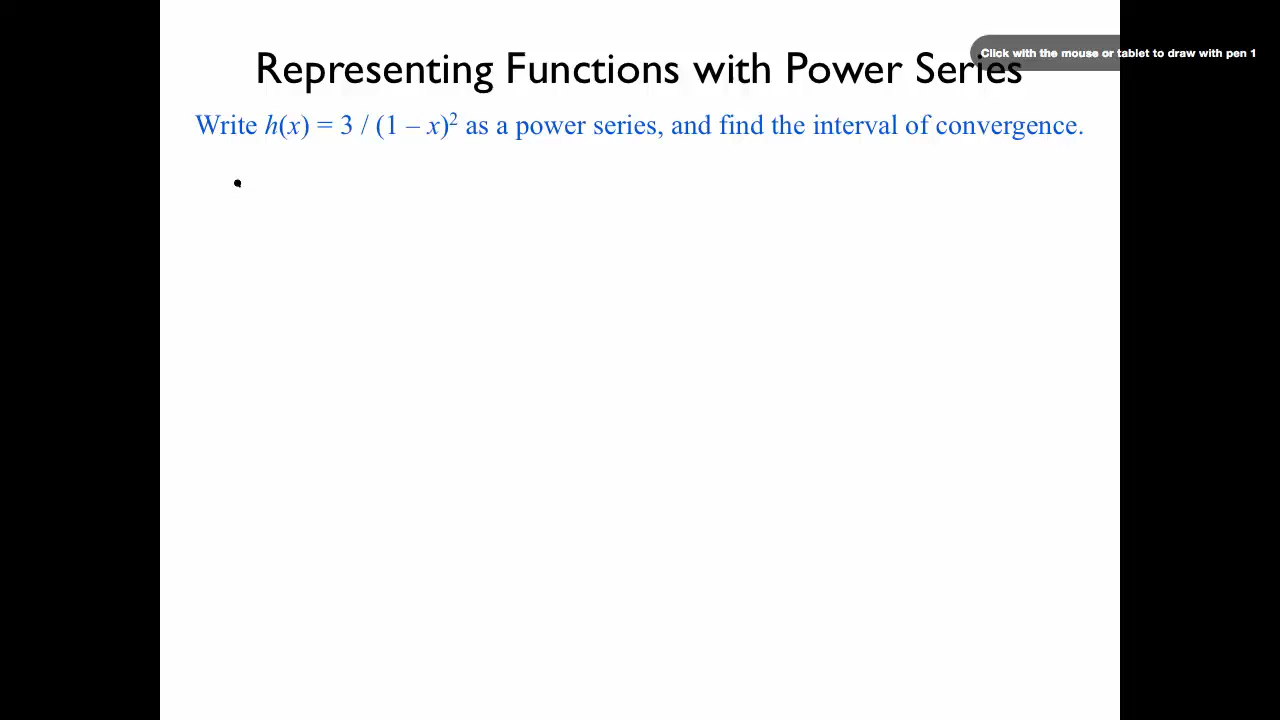 Click with the mouse or tablet to draw with pen 1
Representing Functions with Power Series
Write h(x) = 3 / (1 – x)² as a power series, and find the interval of convergence.